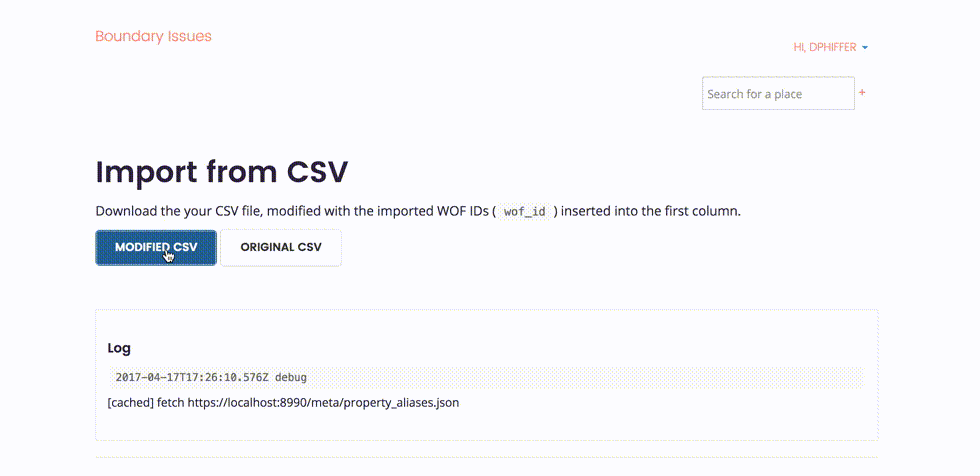 Boundary Issues
HI, DPHIFFER
Search for a place
+
Import from CSV
Download the your CSV file, modified with the imported WOF IDs ( wof_id ) inserted into the first column.
MODIFIED CSV
ORIGINAL CSV
Log
2017-04-17T17:26:10.576Z debug
[cached] fetch https://localhost:8990/meta/property_aliases.json